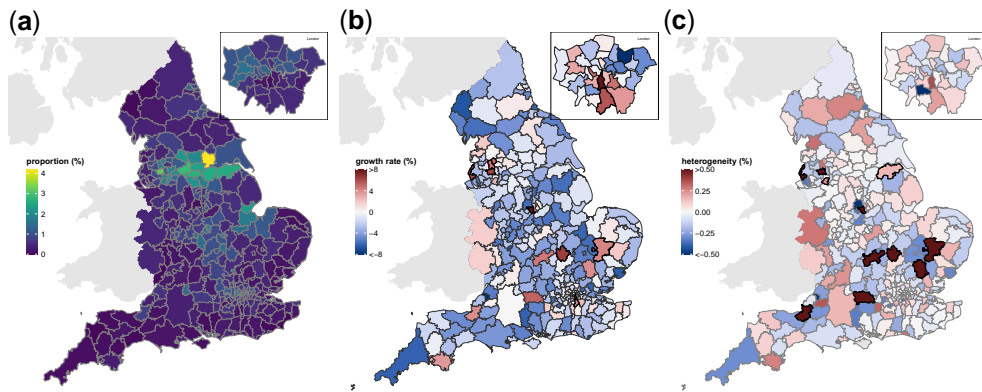 (a)
London
proportion (%)
4
3
2
1
0
(b)
London
growth rate (%)
>8
4
0
-4
<-8
(c)
London
heterogeneity (%)
>0.50
0.25
0.00
-0.25
<-0.50